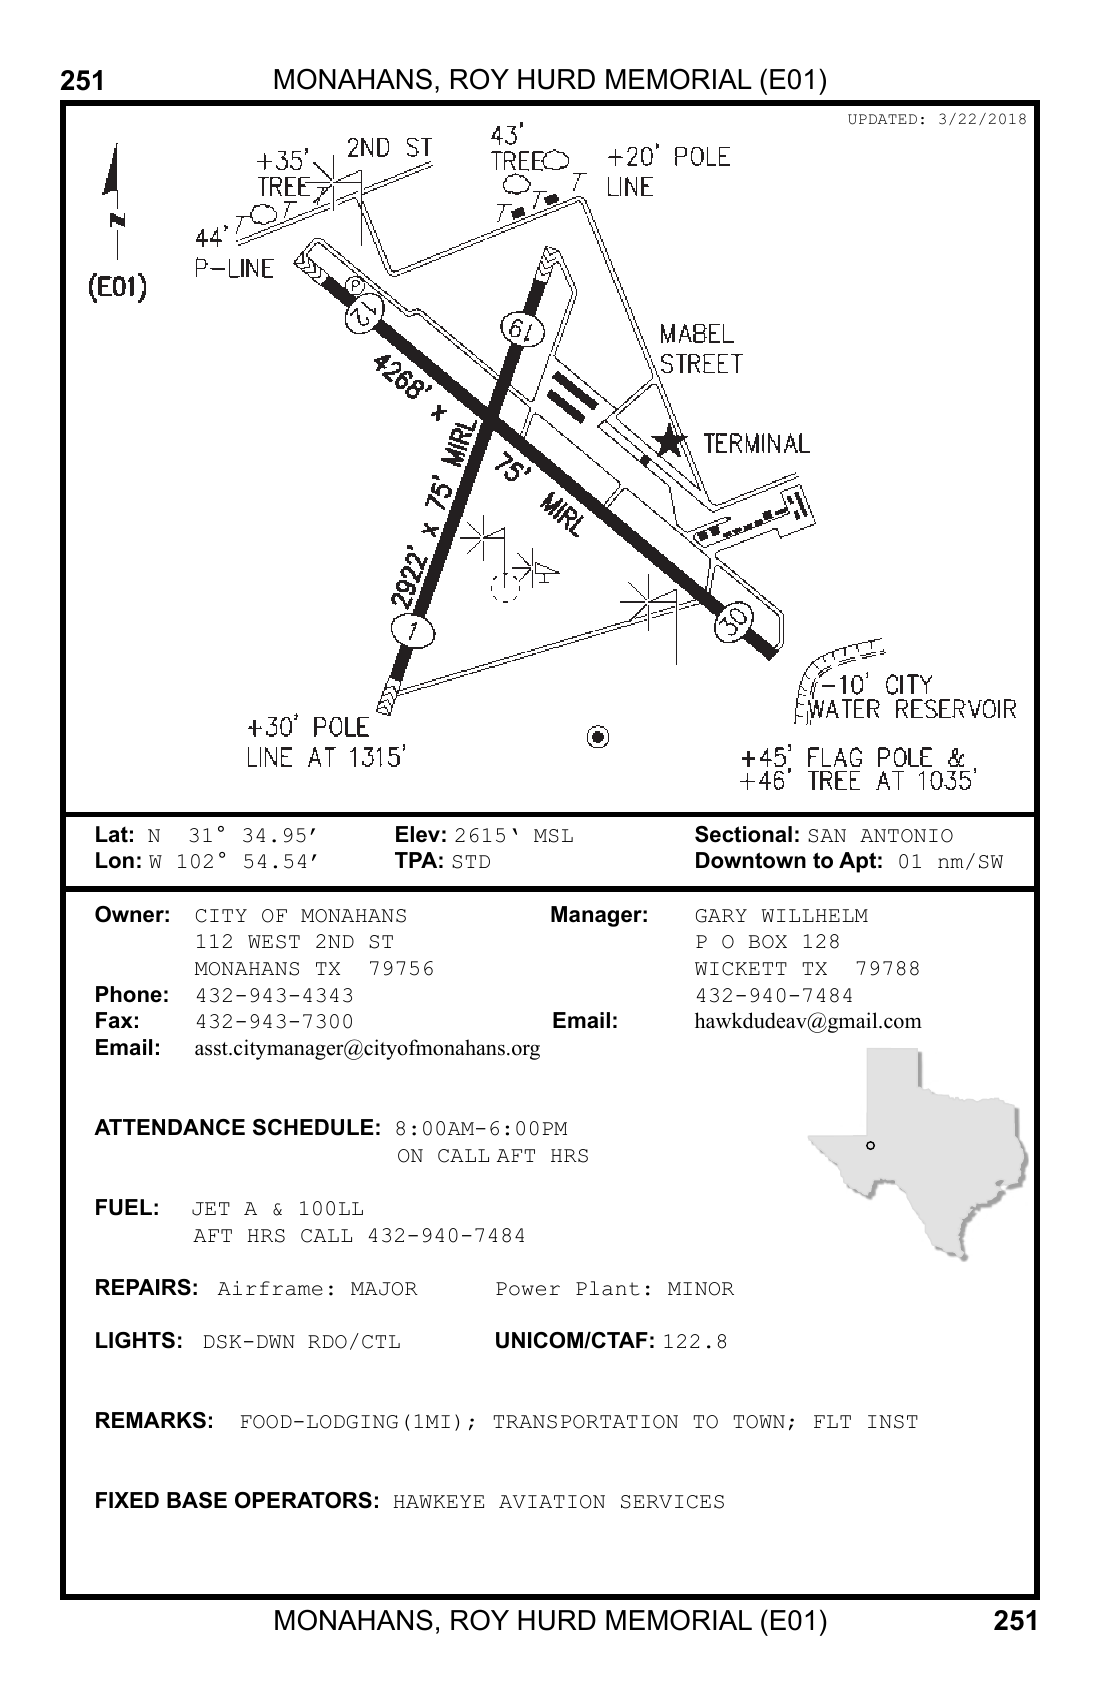 251 MONAHANS, ROY HURD MEMORIAL (E01)
UPDATED: 3/22/2018
N
(E01)
+35'
TREE
2ND ST
43'
TREE
+20' POLE
LINE
44'
P-LINE
P
12
19
4268' x 75' MIRL
2922' x 75' MIRL
MABEL
STREET
TERMINAL
1
30
-10' CITY
WATER RESERVOIR
+30' POLE
LINE AT 1315'
+45' FLAG POLE &
+46' TREE AT 1035'
Lat: N 31° 34.95′ Elev: 2615‘ MSL Sectional: SAN ANTONIO
Lon: W 102° 54.54′ TPA: STD Downtown to Apt: 01 nm/SW
Owner: CITY OF MONAHANS Manager: GARY WILLHELM
112 WEST 2ND ST P O BOX 128
MONAHANS TX 79756 WICKETT TX 79788
Phone: 432-943-4343 432-940-7484
Fax: 432-943-7300 Email: hawkdudeav@gmail.com
Email: asst.citymanager@cityofmonahans.org
ATTENDANCE SCHEDULE: 8:00AM-6:00PM
ON CALL AFT HRS
FUEL: JET A & 100LL
AFT HRS CALL 432-940-7484
REPAIRS: Airframe: MAJOR Power Plant: MINOR
LIGHTS: DSK-DWN RDO/CTL UNICOM/CTAF: 122.8
REMARKS: FOOD-LODGING(1MI); TRANSPORTATION TO TOWN; FLT INST
FIXED BASE OPERATORS: HAWKEYE AVIATION SERVICES
MONAHANS, ROY HURD MEMORIAL (E01) 251